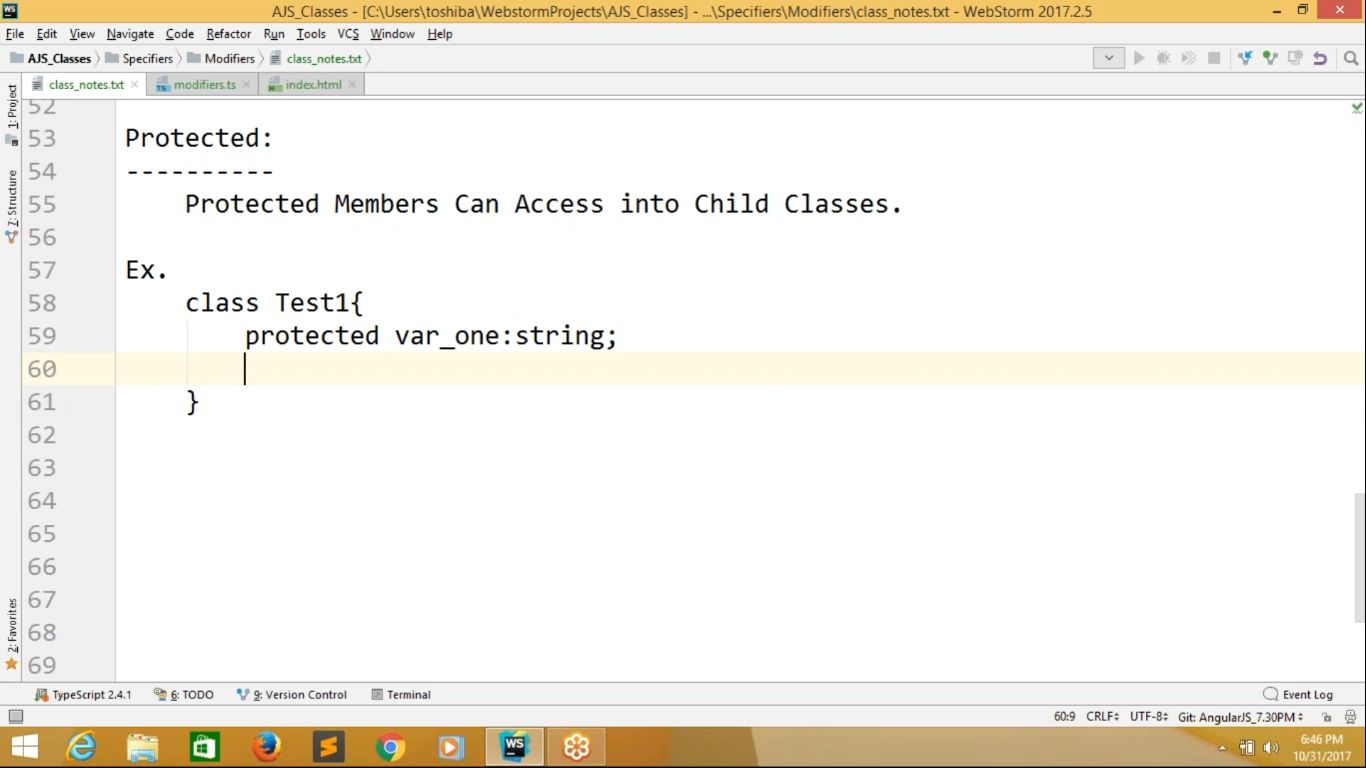 WS AJS_Classes - [C:\Users\toshiba\WebstormProjects\AJS_Classes] - ...\Specifiers\Modifiers\class_notes.txt - WebStorm 2017.2.5
File Edit View Navigate Code Refactor Run Tools VCS Window Help
AJS_Classes Specifiers Modifiers class_notes.txt
class_notes.txt modifiers.ts index.html
1: Project
7: Structure
2: Favorites
52
53 Protected:
54 ----------
55 Protected Members Can Access into Child Classes.
56
57 Ex.
58 class Test1{
59 protected var_one:string;
60
61 }
62
63
64
65
66
67
68
69
TypeScript 2.4.1 6: TODO 9: Version Control Terminal Event Log
60:9 CRLF UTF-8 Git: AngularJS_7.30PM
WS 6:46 PM
10/31/2017